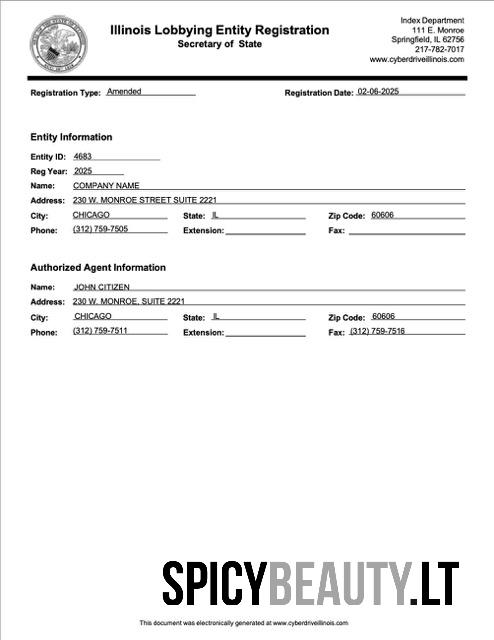 Illinois Lobbying Entity Registration
Secretary of State
Index Department
111 E. Monroe
Springfield, IL 62756
217-782-7017
www.cyberdriveillinois.com
Registration Type: Amended Registration Date: 02-06-2025
Entity Information
Entity ID: 4683
Reg Year: 2025
Name: COMPANY NAME
Address: 230 W. MONROE STREET SUITE 2221
City: CHICAGO State: IL Zip Code: 60606
Phone: (312) 759-7505 Extension: Fax:
Authorized Agent Information
Name: JOHN CITIZEN
Address: 230 W. MONROE, SUITE 2221
City: CHICAGO State: IL Zip Code: 60606
Phone: (312) 759-7511 Extension: Fax: (312) 759-7516
SPICYBEAUTY.LT
This document was electronically generated at www.cyberdriveillinois.com